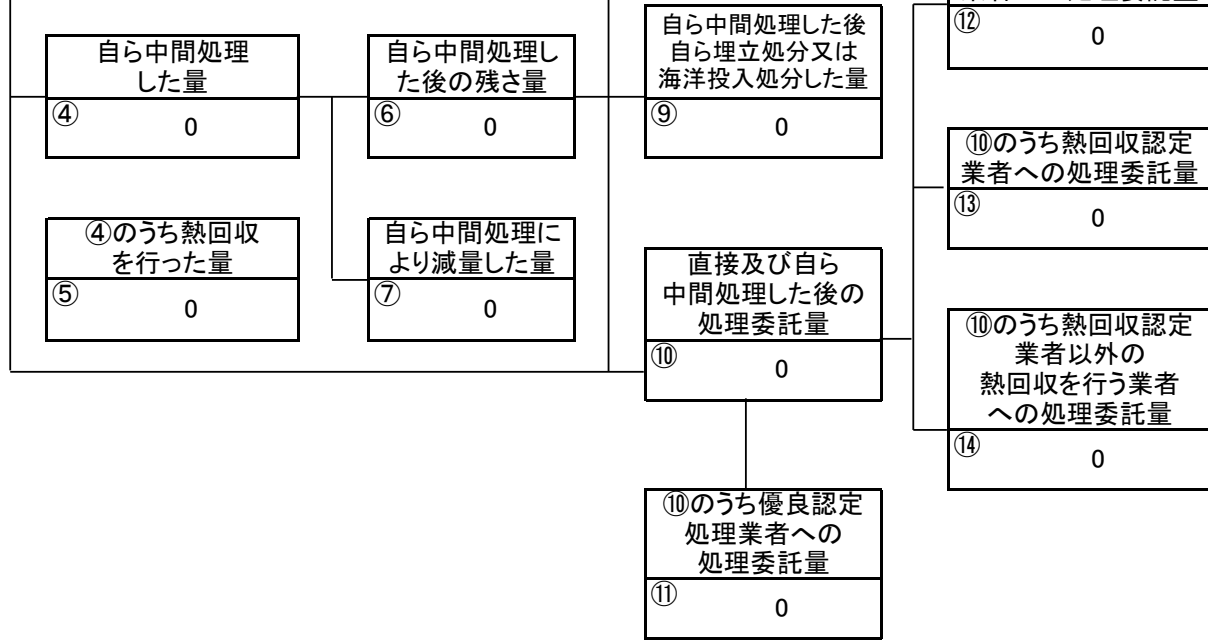 ⑫
0
自ら中間処理
した量
④
0
自ら中間処理し
た後の残さ量
⑥
0
自ら中間処理した後
自ら埋立処分又は
海洋投入処分した量
⑨
0
⑩のうち熱回収認定
業者への処理委託量
⑬
0
④のうち熱回収
を行った量
⑤
0
自ら中間処理に
より減量した量
⑦
0
直接及び自ら
中間処理した後の
処理委託量
⑩
0
⑩のうち熱回収認定
業者以外の
熱回収を行う業者
への処理委託量
⑭
0
⑩のうち優良認定
処理業者への
処理委託量
⑪
0